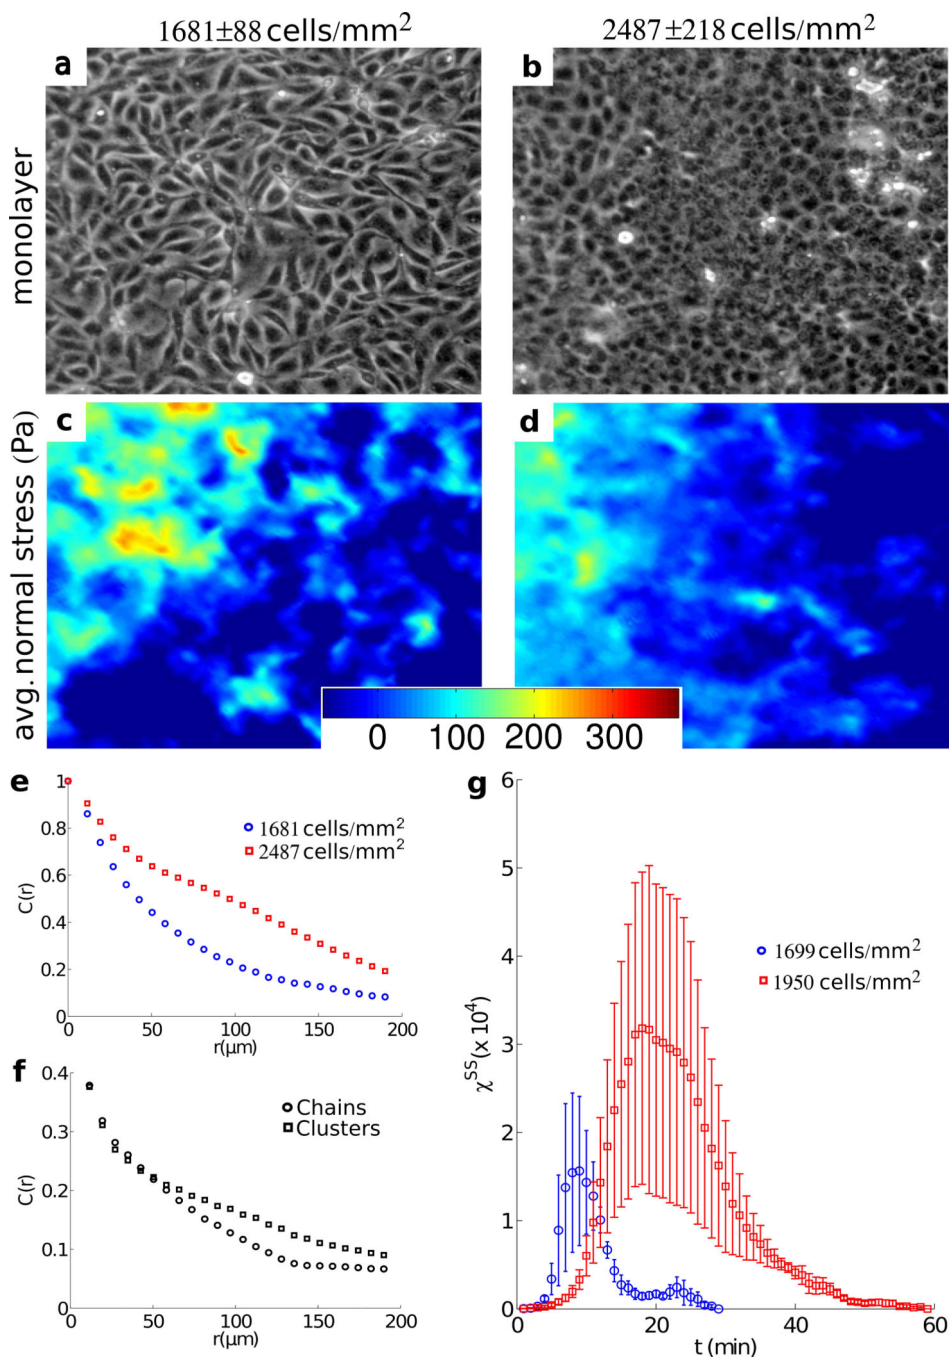 1681±88 cells/mm²
2487±218 cells/mm²
a
b
monolayer
c
d
avg. normal stress (Pa)
0 100 200 300
e
1
0.8
0.6
0.4
0.2
0
C(r)
1681 cells/mm²
2487 cells/mm²
0 50 100 150 200
r(μm)
f
0.4
0.3
0.2
0.1
0
C(r)
Chains
Clusters
0 50 100 150 200
r(μm)
g
6
5
4
3
2
1
0
χ^SS(x 10⁴)
1699 cells/mm²
1950 cells/mm²
0 20 40 60
t (min)